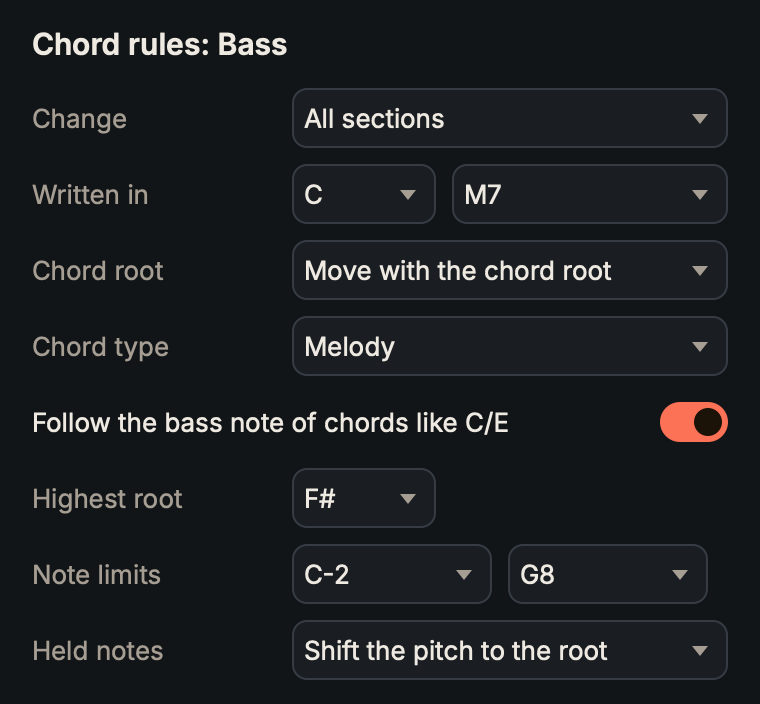 Chord rules: Bass
Change All sections
Written in C M7
Chord root Move with the chord root
Chord type Melody
Follow the bass note of chords like C/E
Highest root F#
Note limits C-2 G8
Held notes Shift the pitch to the root